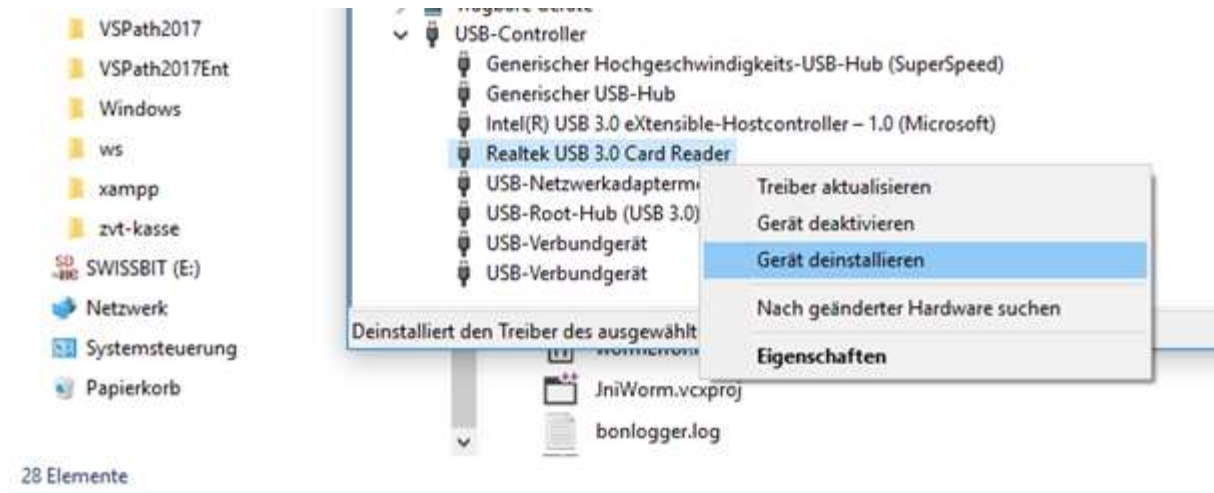 VSPath2017
VSPath2017Ent
Windows
ws
xampp
zvt-kasse
SWISSBIT (E:)
Netzwerk
Systemsteuerung
Papierkorb
28 Elemente
USB-Controller
Generischer Hochgeschwindigkeits-USB-Hub (SuperSpeed)
Generischer USB-Hub
Intel(R) USB 3.0 eXtensible-Hostcontroller – 1.0 (Microsoft)
Realtek USB 3.0 Card Reader
USB-Netzwerkadapterm
USB-Root-Hub (USB 3.0)
USB-Verbundgerät
USB-Verbundgerät
Deinstalliert den Treiber des ausgewählt
Treiber aktualisieren
Gerät deaktivieren
Gerät deinstallieren
Nach geänderter Hardware suchen
Eigenschaften
JniWorm.vcxproj
bonlogger.log